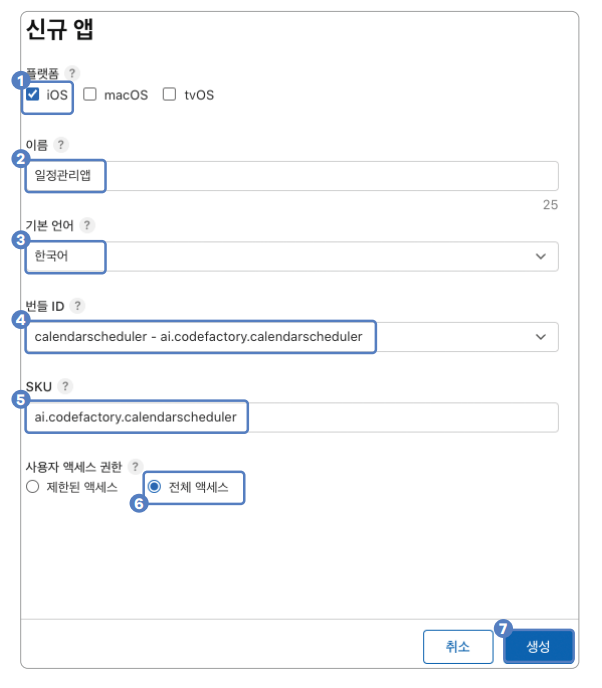 신규 앱
플랫폼 ?
1 iOS macOS tvOS
이름 ?
2 일정관리앱
25
기본 언어 ?
3 한국어
번들 ID ?
4 calendarscheduler - ai.codefactory.calendarscheduler
SKU ?
5 ai.codefactory.calendarscheduler
사용자 액세스 권한 ?
제한된 액세스 6 전체 액세스
취소 7 생성